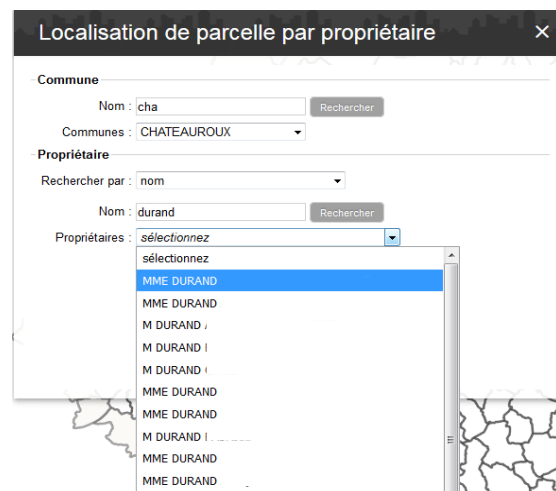 Localisation de parcelle par propriétaire ×
Commune
Nom : cha Rechercher
Communes : CHATEAUROUX
Propriétaire
Rechercher par : nom
Nom : durand Rechercher
Propriétaires : sélectionnez
sélectionnez
MME DURAND
MME DURAND
M DURAND
M DURAND
M DURAND
MME DURAND
MME DURAND
M DURAND
MME DURAND
MME DURAND